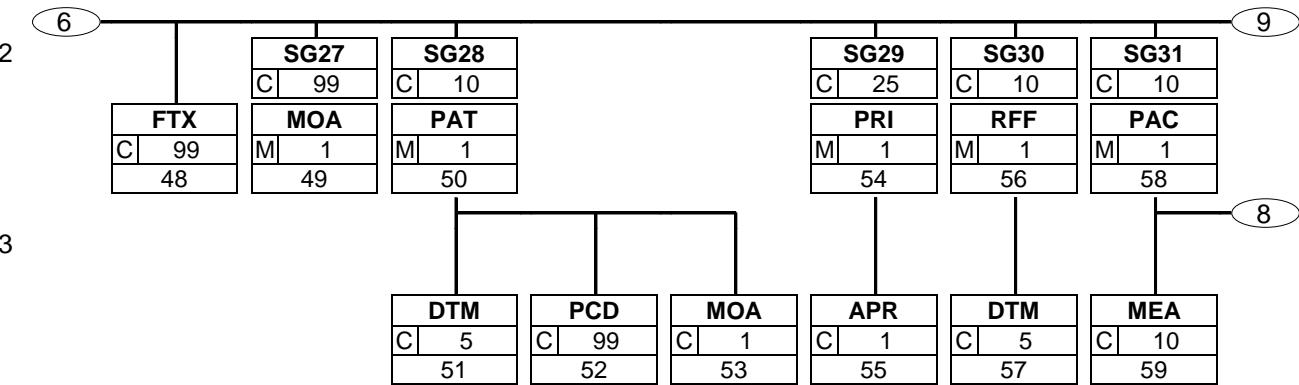 6 9
2
SG27 SG28 SG29 SG30 SG31
C 99 C 10 C 25 C 10 C 10
FTX MOA PAT PRI RFF PAC
C 99 M 1 M 1 M 1 M 1 M 1
48 49 50 54 56 58
8
3
DTM PCD MOA APR DTM MEA
C 5 C 99 C 1 C 1 C 5 C 10
51 52 53 55 57 59